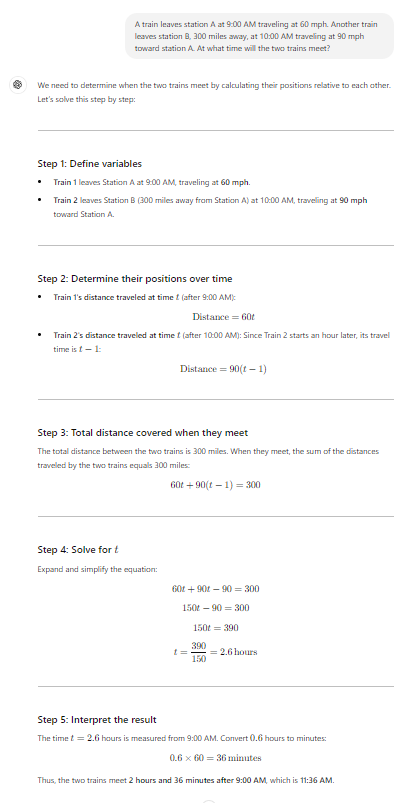 A train leaves station A at 9:00 AM traveling at 60 mph. Another train
leaves station B, 300 miles away, at 10:00 AM traveling at 90 mph
toward station A. At what time will the two trains meet?
We need to determine when the two trains meet by calculating their positions relative to each other.
Let's solve this step by step:
Step 1: Define variables
• Train 1 leaves Station A at 9:00 AM, traveling at 60 mph.
• Train 2 leaves Station B (300 miles away from Station A) at 10:00 AM, traveling at 90 mph
toward Station A.
Step 2: Determine their positions over time
• Train 1's distance traveled at time t (after 9:00 AM):
Distance = 60t
• Train 2's distance traveled at time t (after 10:00 AM): Since Train 2 starts an hour later, its travel
time is t − 1:
Distance = 90(t − 1)
Step 3: Total distance covered when they meet
The total distance between the two trains is 300 miles. When they meet, the sum of the distances
traveled by the two trains equals 300 miles:
60t + 90(t − 1) = 300
Step 4: Solve for t
Expand and simplify the equation:
60t + 90t − 90 = 300
150t − 90 = 300
150t = 390
t = 390/150 = 2.6 hours
Step 5: Interpret the result
The time t = 2.6 hours is measured from 9:00 AM. Convert 0.6 hours to minutes:
0.6 × 60 = 36 minutes
Thus, the two trains meet 2 hours and 36 minutes after 9:00 AM, which is 11:36 AM.